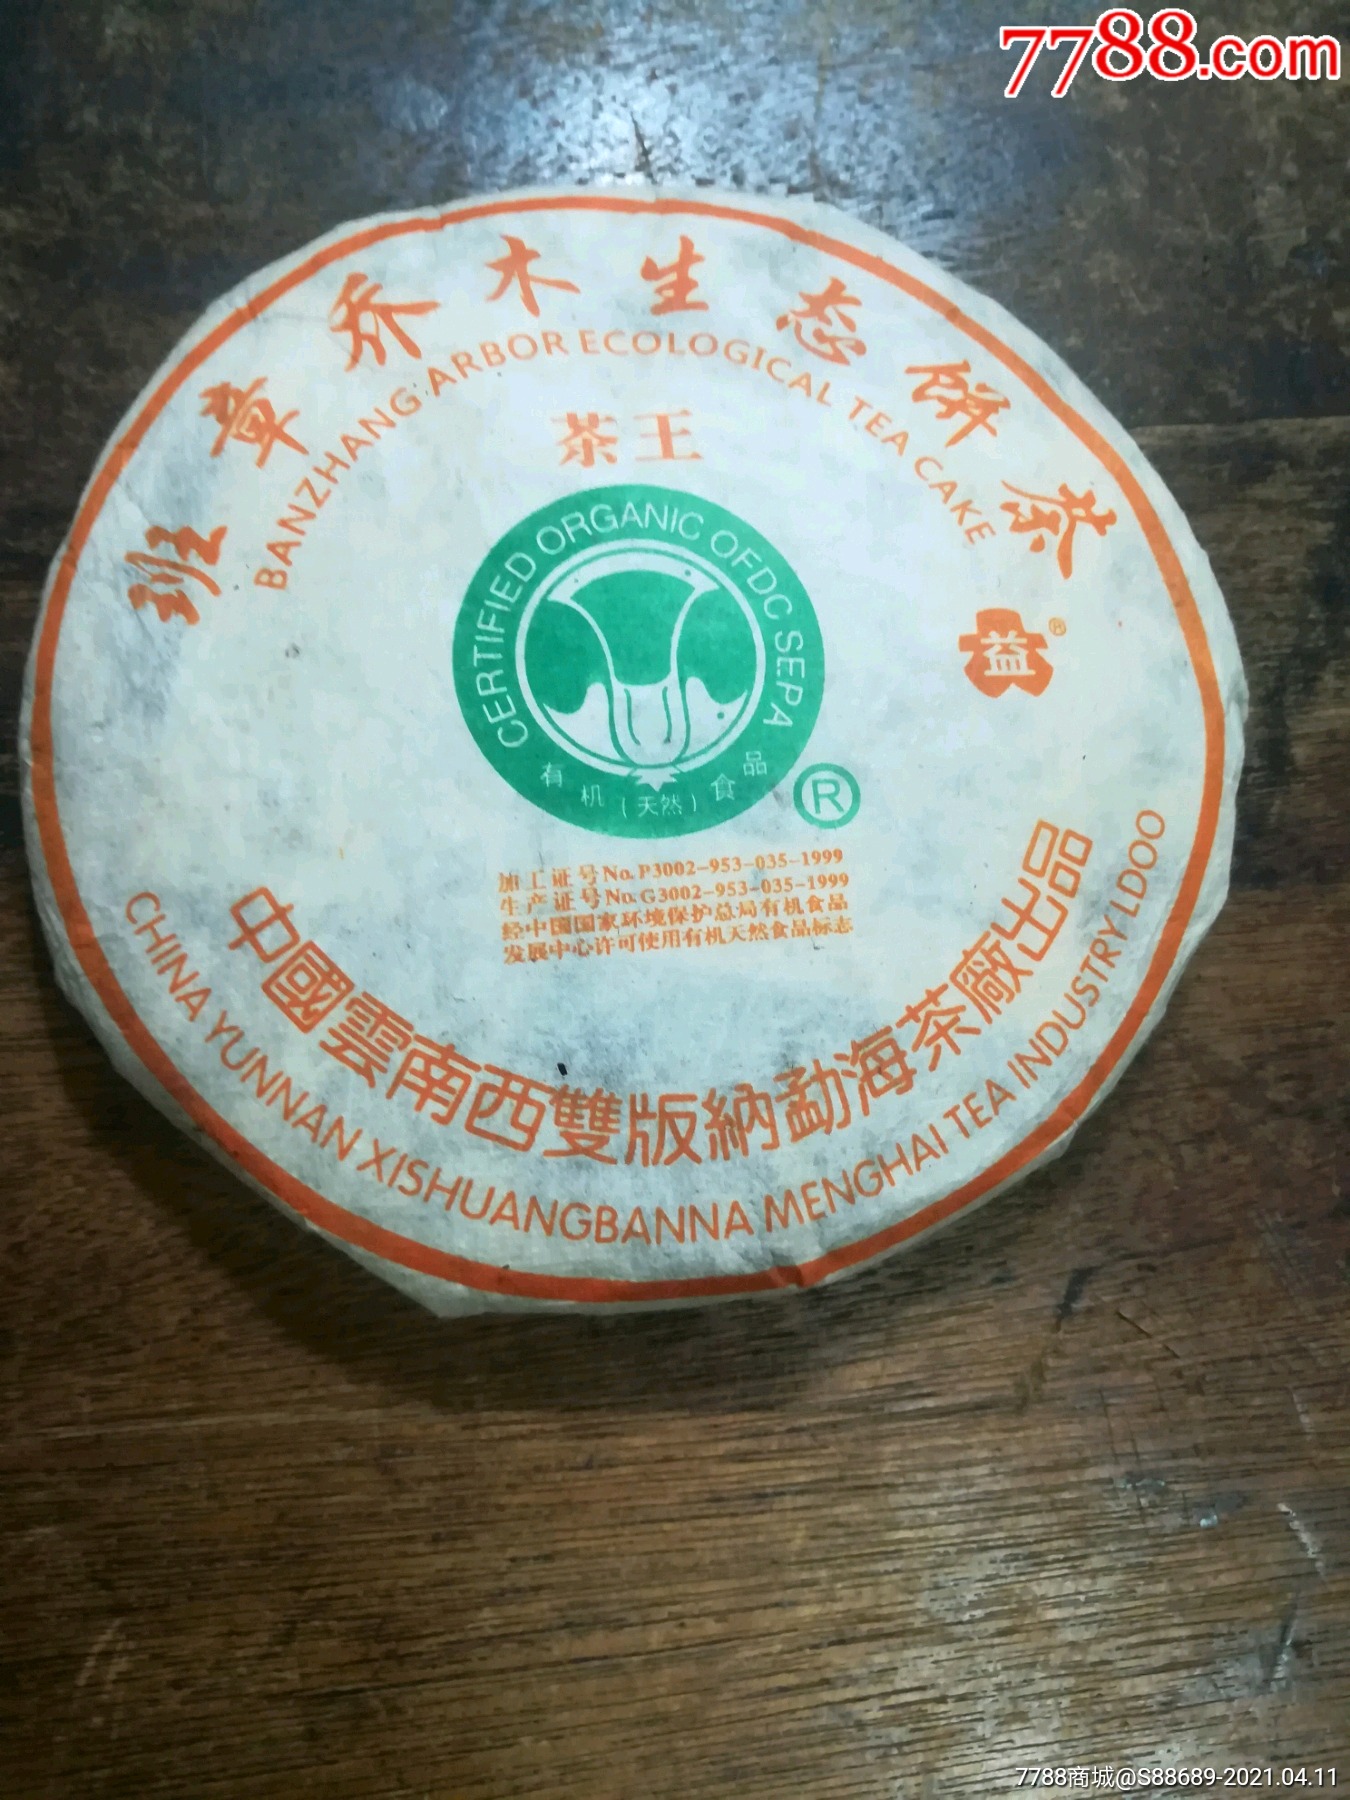 7788.com
班章乔木生态饼茶
BANZHANG ARBOR ECOLOGICAL TEA CAKE
茶王
CERTIFIED ORGANIC OFDC SEPA
有机（天然）食品
®
益
®
加工证号No. P3002-953-035-1999
生产证号No. G3002-953-035-1999
经中国国家环境保护总局有机食品
发展中心许可使用有机天然食品标志
中國雲南西雙版納勐海茶廠出品
CHINA YUNNAN XISHUANGBANNA MENGHAI TEA INDUSTRY LDOO
7788商城@S88689-2021.04.11